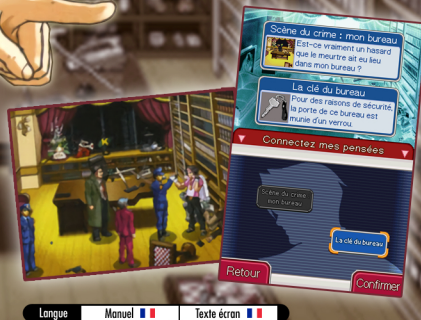 Scène du crime : mon bureau
Est-ce vraiment un hasard
que le meurtre ait eu lieu
dans mon bureau ?
La clé du bureau
Pour des raisons de sécurité,
la porte de ce bureau est
munie d'un verrou.
Connectez mes pensées
Scène du crime :
mon bureau
La clé du bureau
Retour
Confirmer
Langue
Manuel
Texte écran